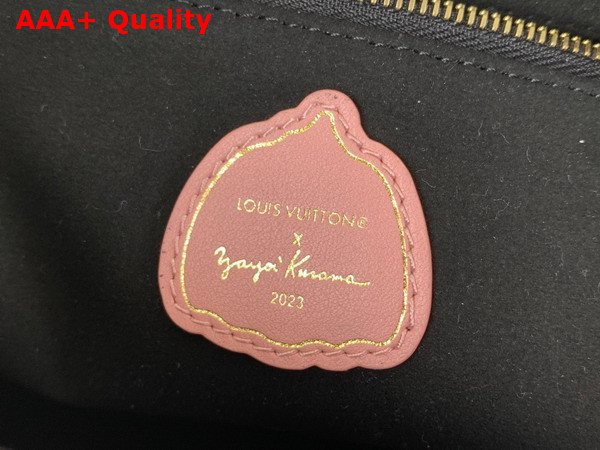 AAA+ Quality
LOUIS VUITTON®
x
Yayoi Kusama
2023